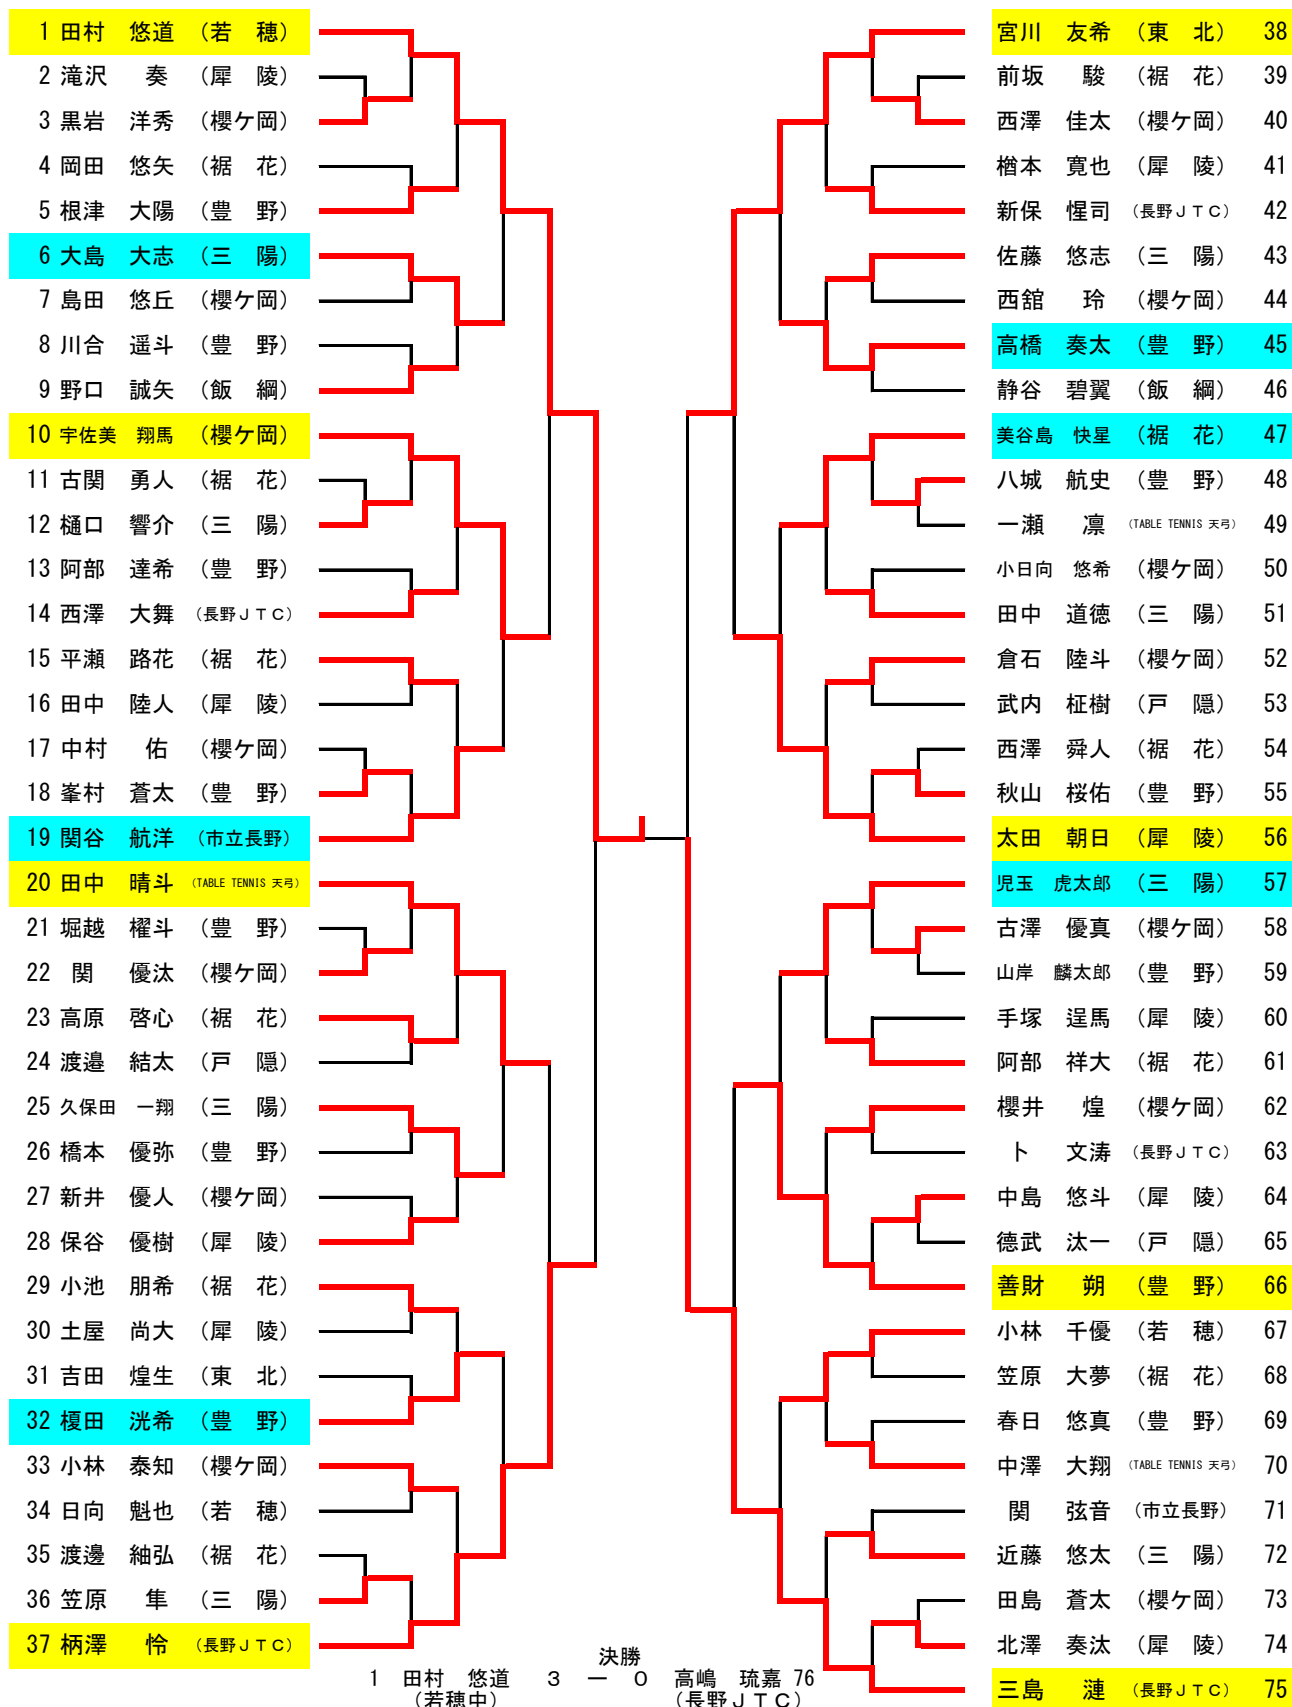 1 田村 悠道 （若 穂）
2 滝沢 奏 （犀 陵）
3 黒岩 洋秀 （櫻ケ岡）
4 岡田 悠矢 （裾 花）
5 根津 大陽 （豊 野）
6 大島 大志 （三 陽）
7 島田 悠丘 （櫻ケ岡）
8 川合 遥斗 （豊 野）
9 野口 誠矢 （飯 綱）
10 宇佐美 翔馬 （櫻ケ岡）
11 古関 勇人 （裾 花）
12 樋口 響介 （三 陽）
13 阿部 達希 （豊 野）
14 西澤 大舞 （長野ＪＴＣ）
15 平瀬 路花 （裾 花）
16 田中 陸人 （犀 陵）
17 中村 佑 （櫻ケ岡）
18 峯村 蒼太 （豊 野）
19 関谷 航洋 （市立長野）
20 田中 晴斗 （TABLE TENNIS 天弓）
21 堀越 櫂斗 （豊 野）
22 関 優汰 （櫻ケ岡）
23 高原 啓心 （裾 花）
24 渡邉 結太 （戸 隠）
25 久保田 一翔 （三 陽）
26 橋本 優弥 （豊 野）
27 新井 優人 （櫻ケ岡）
28 保谷 優樹 （犀 陵）
29 小池 朋希 （裾 花）
30 土屋 尚大 （犀 陵）
31 吉田 煌生 （東 北）
32 榎田 洸希 （豊 野）
33 小林 泰知 （櫻ケ岡）
34 日向 魁也 （若 穂）
35 渡邊 紬弘 （裾 花）
36 笠原 隼 （三 陽）
37 柄澤 怜 （長野ＪＴＣ）
宮川 友希 （東 北） 38
前坂 駿 （裾 花） 39
西澤 佳太 （櫻ケ岡） 40
楢本 寛也 （犀 陵） 41
新保 惺司 （長野ＪＴＣ） 42
佐藤 悠志 （三 陽） 43
西舘 玲 （櫻ケ岡） 44
高橋 奏太 （豊 野） 45
静谷 碧翼 （飯 綱） 46
美谷島 快星 （裾 花） 47
八城 航史 （豊 野） 48
一瀬 凛 （TABLE TENNIS 天弓） 49
小日向 悠希 （櫻ケ岡） 50
田中 道徳 （三 陽） 51
倉石 陸斗 （櫻ケ岡） 52
武内 柾樹 （戸 隠） 53
西澤 舜人 （裾 花） 54
秋山 桜佑 （豊 野） 55
太田 朝日 （犀 陵） 56
児玉 虎太郎 （三 陽） 57
古澤 優真 （櫻ケ岡） 58
山岸 麟太郎 （豊 野） 59
手塚 逞馬 （犀 陵） 60
阿部 祥大 （裾 花） 61
櫻井 煌 （櫻ケ岡） 62
卜 文涛 （長野ＪＴＣ） 63
中島 悠斗 （犀 陵） 64
德武 汰一 （戸 隠） 65
善財 朔 （豊 野） 66
小林 千優 （若 穂） 67
笠原 大夢 （裾 花） 68
春日 悠真 （豊 野） 69
中澤 大翔 （TABLE TENNIS 天弓） 70
関 弦音 （市立長野） 71
近藤 悠太 （三 陽） 72
田島 蒼太 （櫻ケ岡） 73
北澤 奏汰 （犀 陵） 74
三島 漣 （長野ＪＴＣ） 75
決勝
1 田村 悠道 ３ ー ０ 高嶋 琉嘉 76
（若穂中） （長野ＪＴＣ）